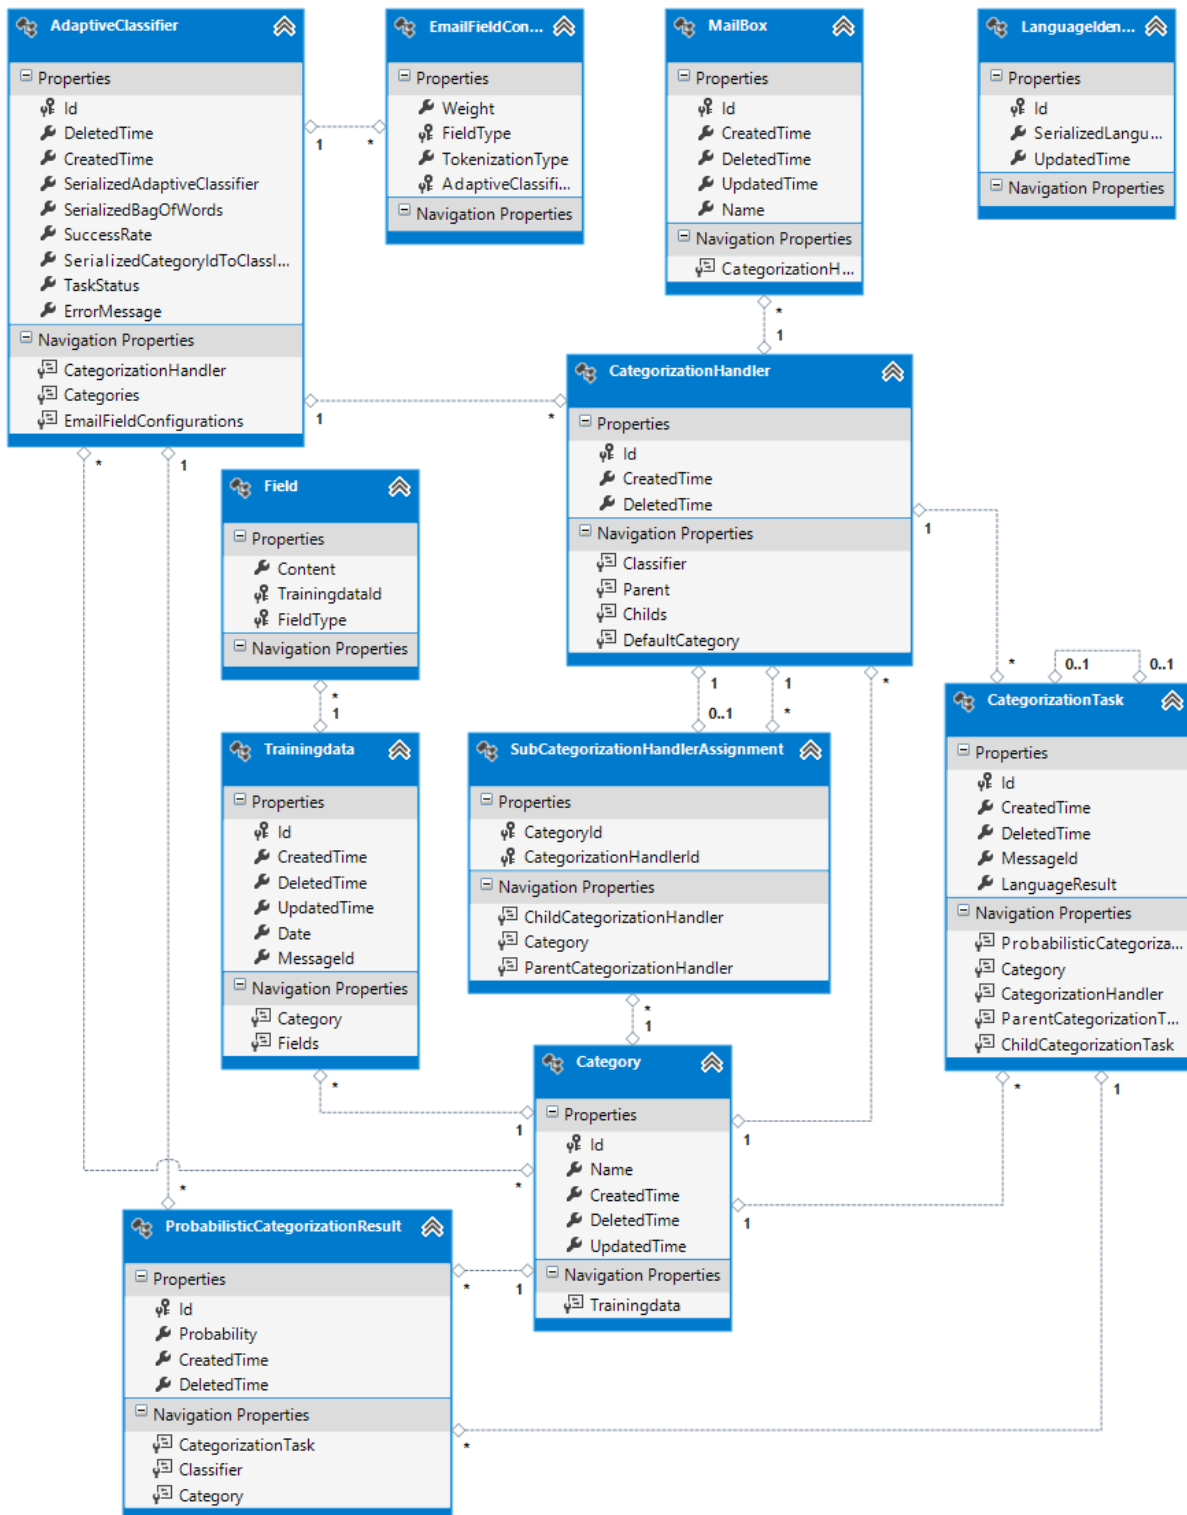 AdaptiveClassifier
Properties
Id
DeletedTime
CreatedTime
SerializedAdaptiveClassifier
SerializedBagOfWords
SuccessRate
SerializedCategoryIdToClassI...
TaskStatus
ErrorMessage
Navigation Properties
CategorizationHandler
Categories
EmailFieldConfigurations
1
*
EmailFieldCon...
Properties
Weight
FieldType
TokenizationType
AdaptiveClassifi...
Navigation Properties
MailBox
Properties
Id
CreatedTime
DeletedTime
UpdatedTime
Name
Navigation Properties
CategorizationH...
*
1
LanguageIden...
Properties
Id
SerializedLangu...
UpdatedTime
Navigation Properties
1
*
CategorizationHandler
Properties
Id
CreatedTime
DeletedTime
Navigation Properties
Classifier
Parent
Childs
DefaultCategory
1
*
1
0..1
1
*
*
*
1
Field
Properties
Content
TrainingdataId
FieldType
Navigation Properties
*
1
Trainingdata
Properties
Id
CreatedTime
DeletedTime
UpdatedTime
Date
MessageId
Navigation Properties
Category
Fields
*
1
SubCategorizationHandlerAssignment
Properties
CategoryId
CategorizationHandlerId
Navigation Properties
ChildCategorizationHandler
Category
ParentCategorizationHandler
*
1
0..1
0..1
CategorizationTask
Properties
Id
CreatedTime
DeletedTime
MessageId
LanguageResult
Navigation Properties
ProbabilisticCategoriza...
Category
CategorizationHandler
ParentCategorizationT...
ChildCategorizationTask
*
1
Category
Properties
Id
Name
CreatedTime
DeletedTime
UpdatedTime
Navigation Properties
Trainingdata
1
1
*
*
ProbabilisticCategorizationResult
Properties
Id
Probability
CreatedTime
DeletedTime
Navigation Properties
CategorizationTask
Classifier
Category
*
1
*